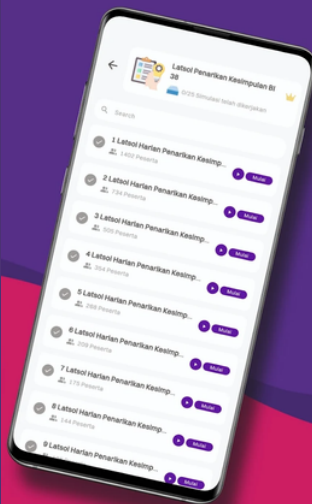 Latsol Penarikan Kesimpulan BI
38
0/25 Simulasi telah dikerjakan
Search
1 Latsol Harian Penarikan Kesimp...
1402 Peserta
Mulai
2 Latsol Harian Penarikan Kesimp...
734 Peserta
Mulai
3 Latsol Harian Penarikan Kesimp...
Peserta
Mulai
4 Latsol Harian Penarikan Kesimp...
354 Peserta
Mulai
5 Latsol Harian Penarikan Kesimp...
Peserta
Mulai
6 Latsol Harian Penarikan Kesimp...
Peserta
Mulai
7 Latsol Harian Penarikan Kesimp...
173 Peserta
Mulai
8 Latsol Harian Penarikan Kesimp...
144 Peserta
Mulai
9 Latsol Harian Penarikan Kesimp...
Mulai